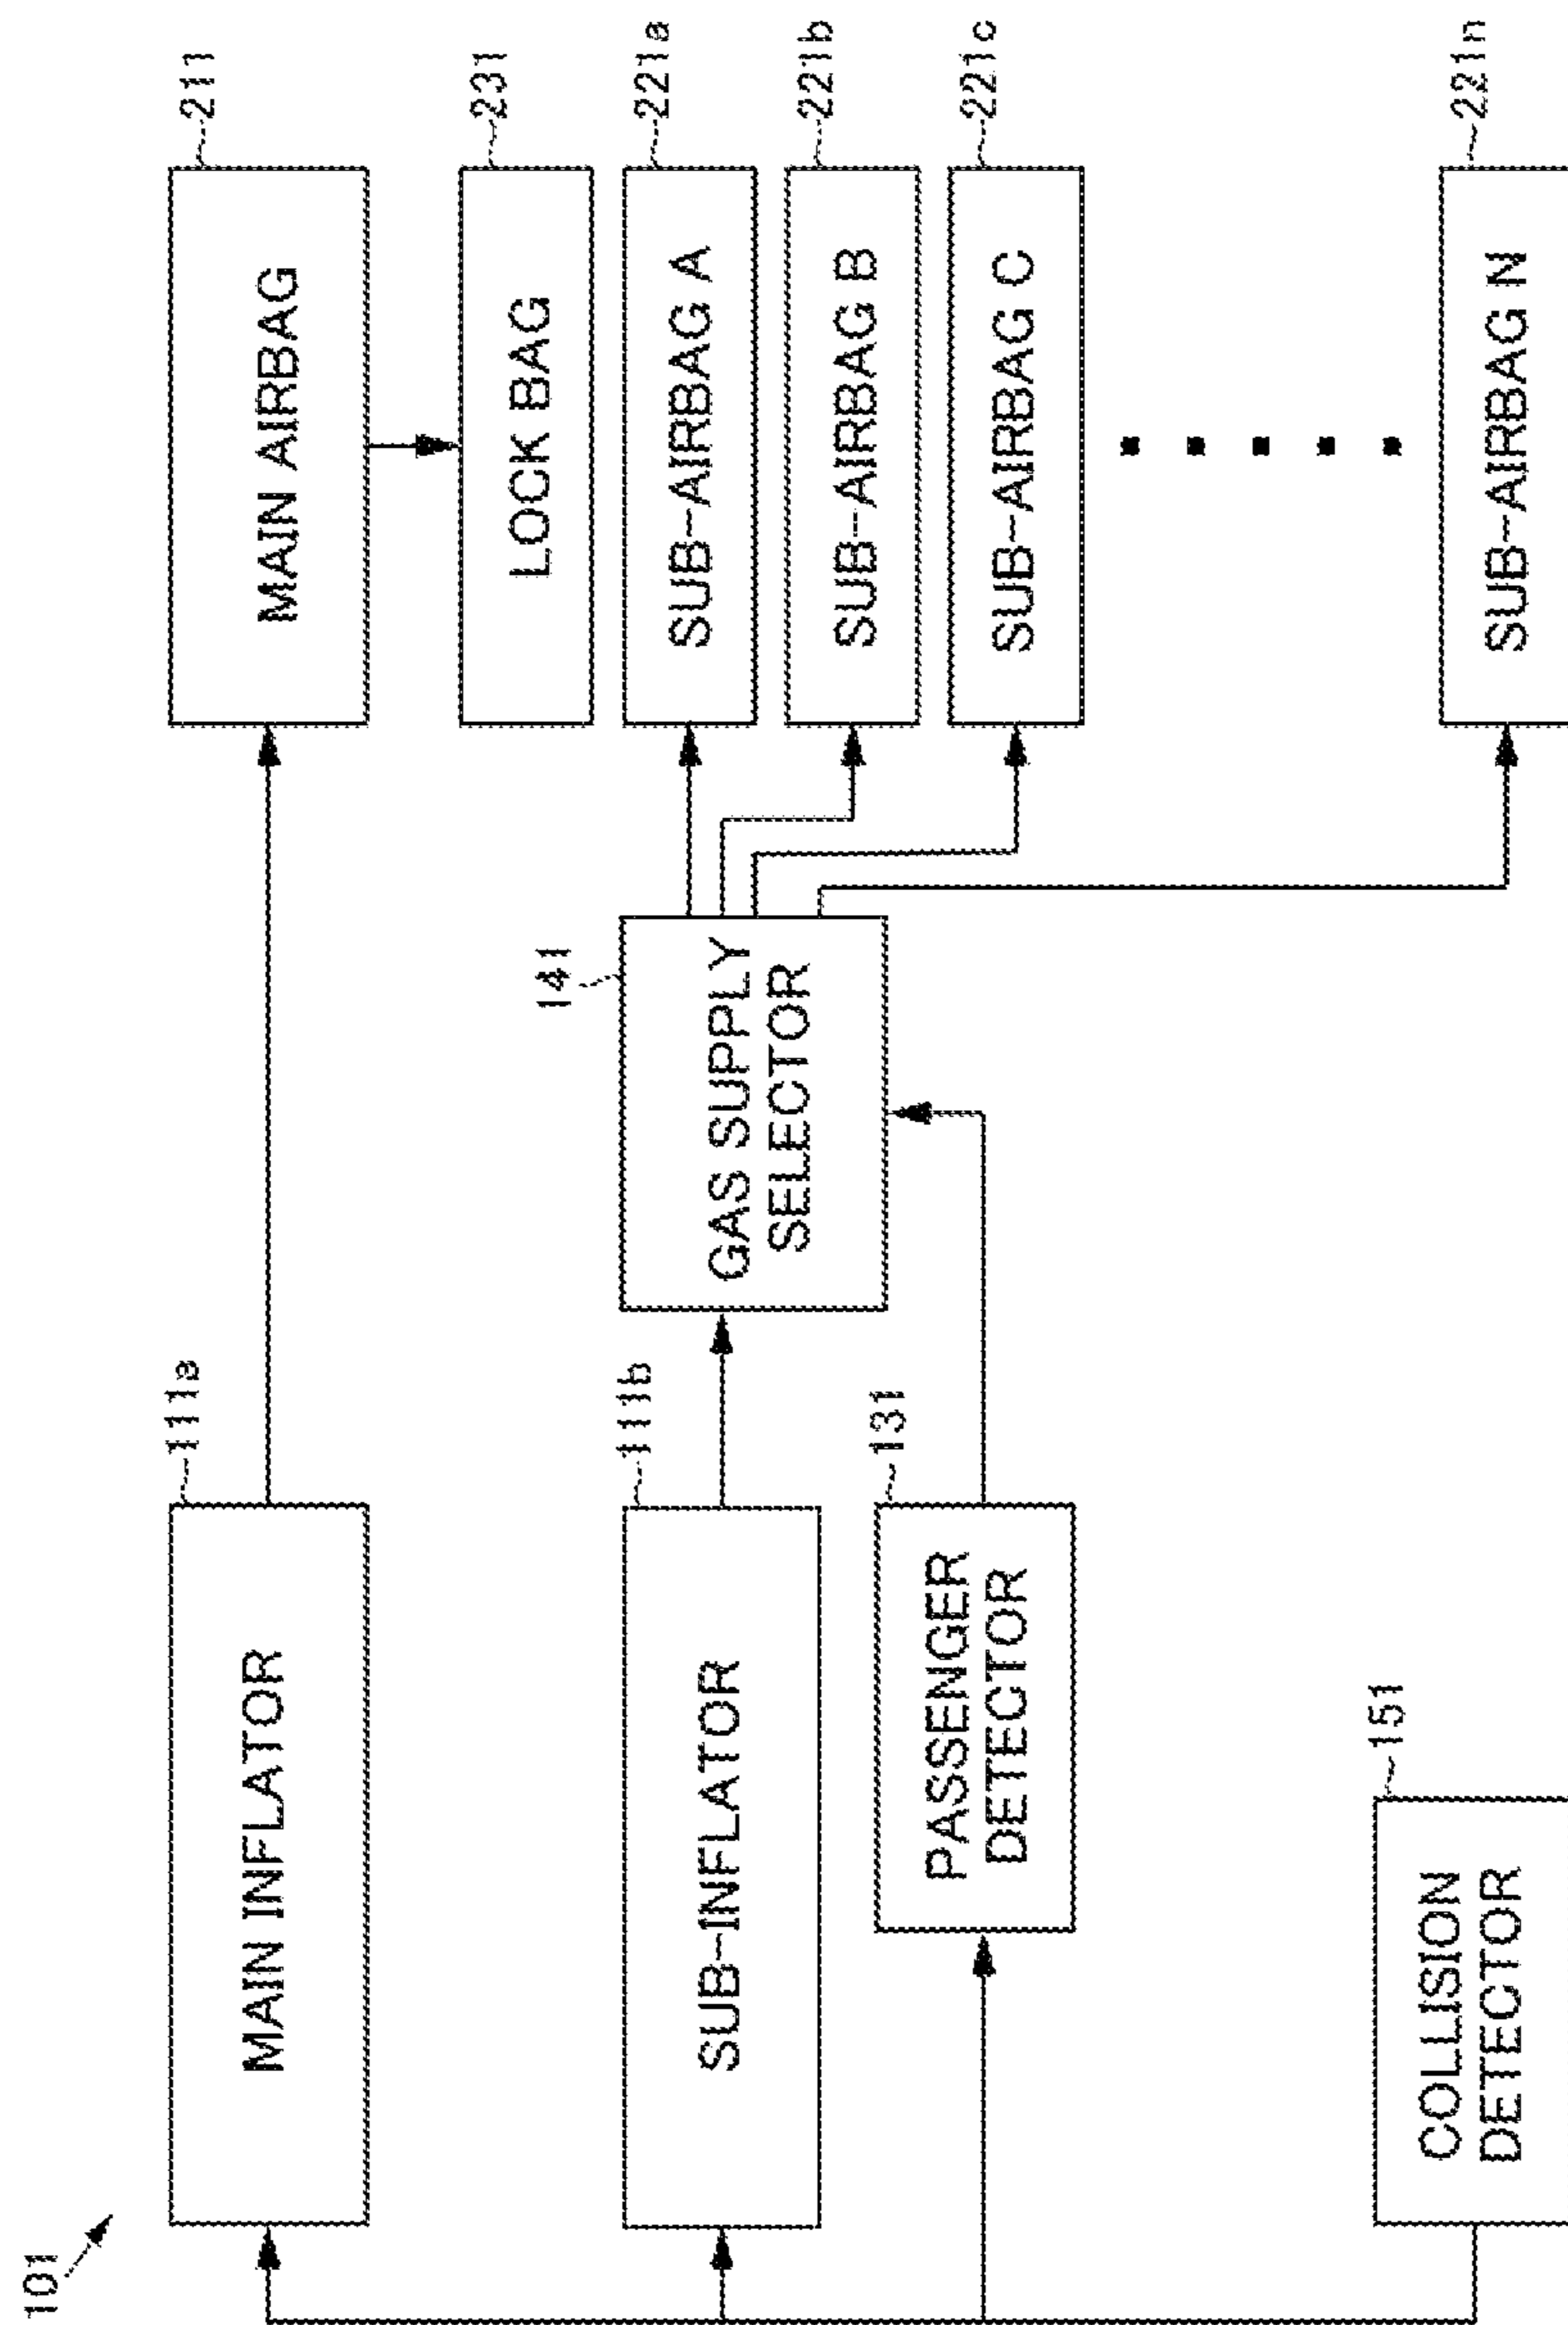 101
111a
MAIN INFLATOR
211
MAIN AIRBAG
231
LOCK BAG
111b
SUB-INFLATOR
141
GAS SUPPLY
SELECTOR
221a
SUB-AIRBAG A
221b
SUB-AIRBAG B
131
PASSENGER
DETECTOR
221c
SUB-AIRBAG C
151
COLLISION
DETECTOR
221n
SUB-AIRBAG N